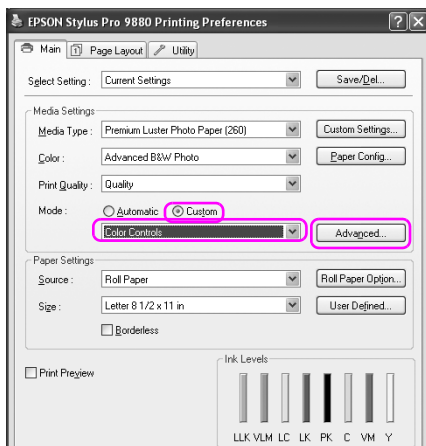 EPSON Stylus Pro 9880 Printing Preferences
Main Page Layout Utility
Select Setting : Current Settings Save/Del...
Media Settings
Media Type : Premium Luster Photo Paper (260) Custom Settings...
Color : Advanced B&W Photo Paper Config...
Print Quality : Quality
Mode : Automatic Custom
Color Controls Advanced...
Paper Settings
Source : Roll Paper Roll Paper Option...
Size : Letter 8 1/2 x 11 in User Defined...
Borderless
Print Preview
Ink Levels
LLK VLM LC LK PK C VM Y